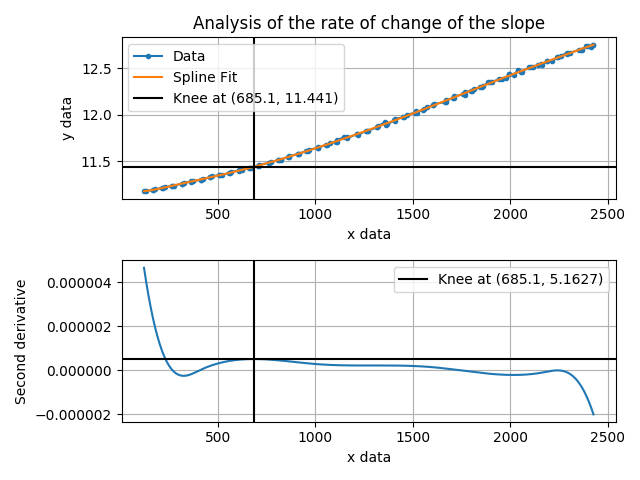 Analysis of the rate of change of the slope
Data
Spline Fit
Knee at (685.1, 11.441)
12.5
12.0
11.5
y data
500 1000 1500 2000 2500
x data
Knee at (685.1, 5.1627)
0.000004
0.000002
0.000000
−0.000002
Second derivative
500 1000 1500 2000 2500
x data